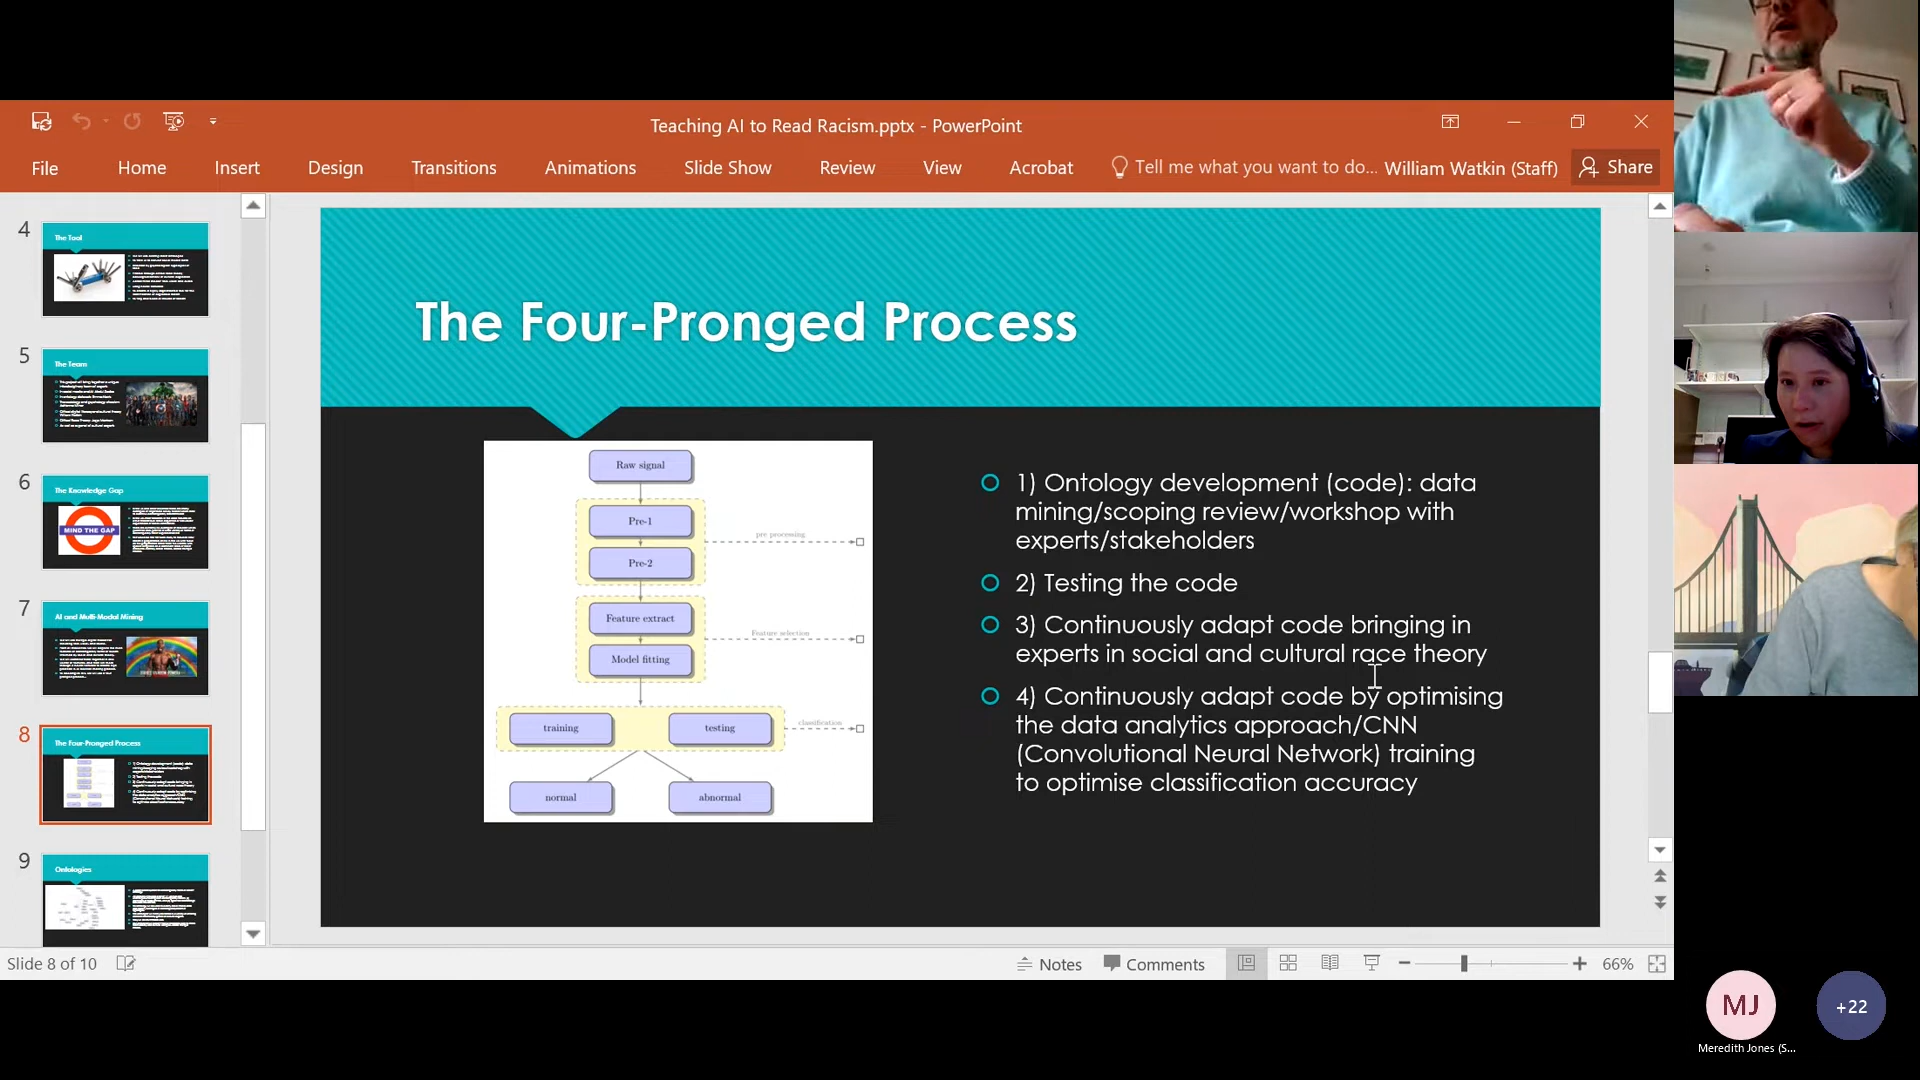 Teaching AI to Read Racism.pptx - PowerPoint
File Home Insert Design Transitions Animations Slide Show Review View Acrobat Tell me what you want to do... William Watkin (Staff) Share
4
The Tool
5
The Team
6
The Knowledge Gap
MIND THE GAP
7
AI and Multi-Modal Mining
8
The Four-Pronged Process
9
Ontologies
The Four-Pronged Process
Raw signal
Pre-1
pre processing
Pre-2
Feature extract
Feature selection
Model fitting
training testing
classification
normal abnormal
1) Ontology development (code): data
mining/scoping review/workshop with
experts/stakeholders
2) Testing the code
3) Continuously adapt code bringing in
experts in social and cultural race theory
4) Continuously adapt code by optimising
the data analytics approach/CNN
(Convolutional Neural Network) training
to optimise classification accuracy
Slide 8 of 10 Notes Comments 66%
MJ +22
Meredith Jones (S...